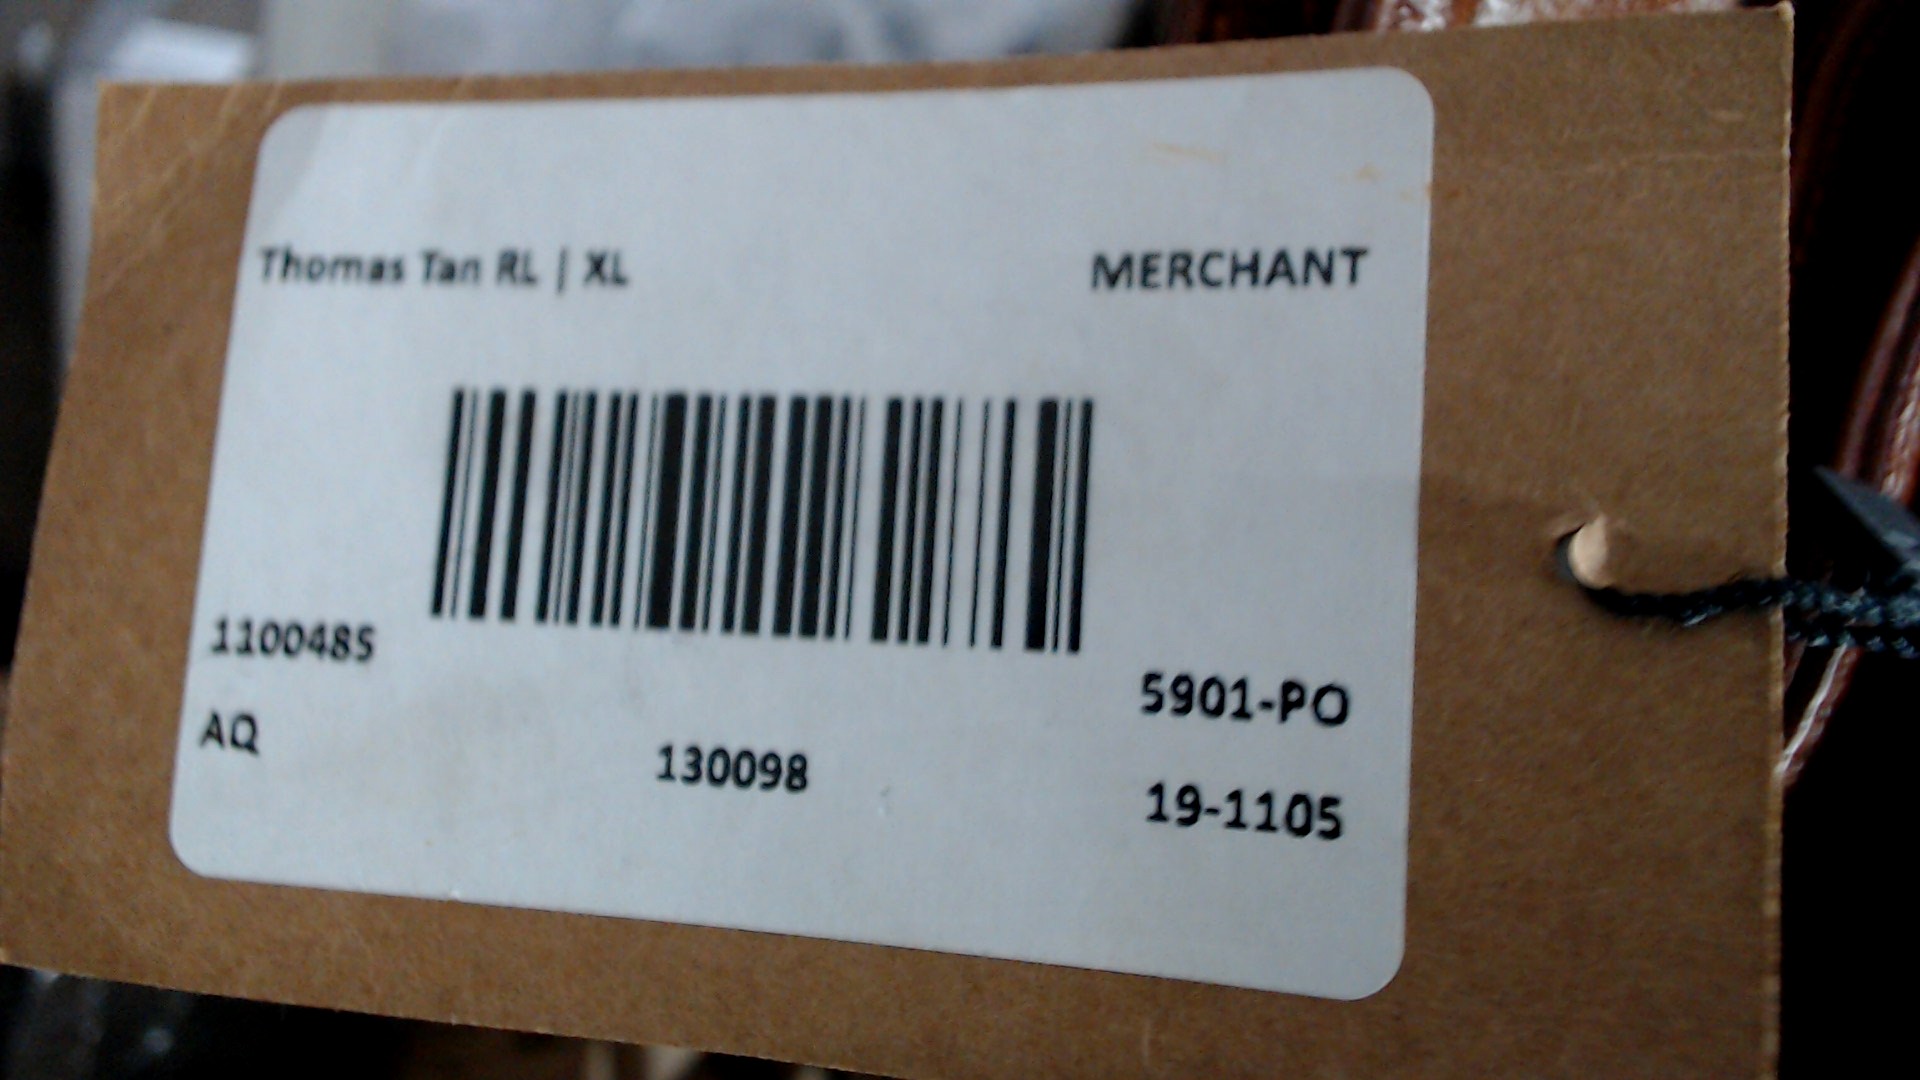 Thomas Tan RL | XL MERCHANT
1100485 5901-PO
AQ 130098 19-1105